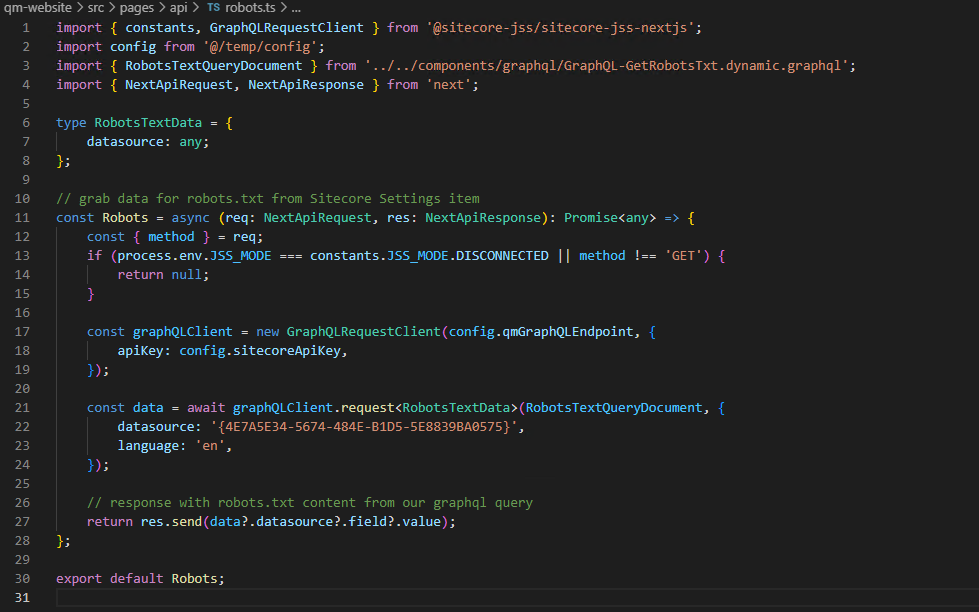 qm-website > src > pages > api > TS robots.ts > ...
1 import { constants, GraphQLRequestClient } from '@sitecore-jss/sitecore-jss-nextjs';
2 import config from '@/temp/config';
3 import { RobotsTextQueryDocument } from '../../components/graphql/GraphQL-GetRobotsTxt.dynamic.graphql';
4 import { NextApiRequest, NextApiResponse } from 'next';
5
6 type RobotsTextData = {
7     datasource: any;
8 };
9
10 // grab data for robots.txt from Sitecore Settings item
11 const Robots = async (req: NextApiRequest, res: NextApiResponse): Promise<any> => {
12     const { method } = req;
13     if (process.env.JSS_MODE === constants.JSS_MODE.DISCONNECTED || method !== 'GET') {
14         return null;
15     }
16
17     const graphQLClient = new GraphQLRequestClient(config.qmGraphQLEndpoint, {
18         apiKey: config.sitecoreApiKey,
19     });
20
21     const data = await graphQLClient.request<RobotsTextData>(RobotsTextQueryDocument, {
22         datasource: '{4E7A5E34-5674-484E-B1D5-5E8839BA0575}',
23         language: 'en',
24     });
25
26     // response with robots.txt content from our graphql query
27     return res.send(data?.datasource?.field?.value);
28 };
29
30 export default Robots;
31